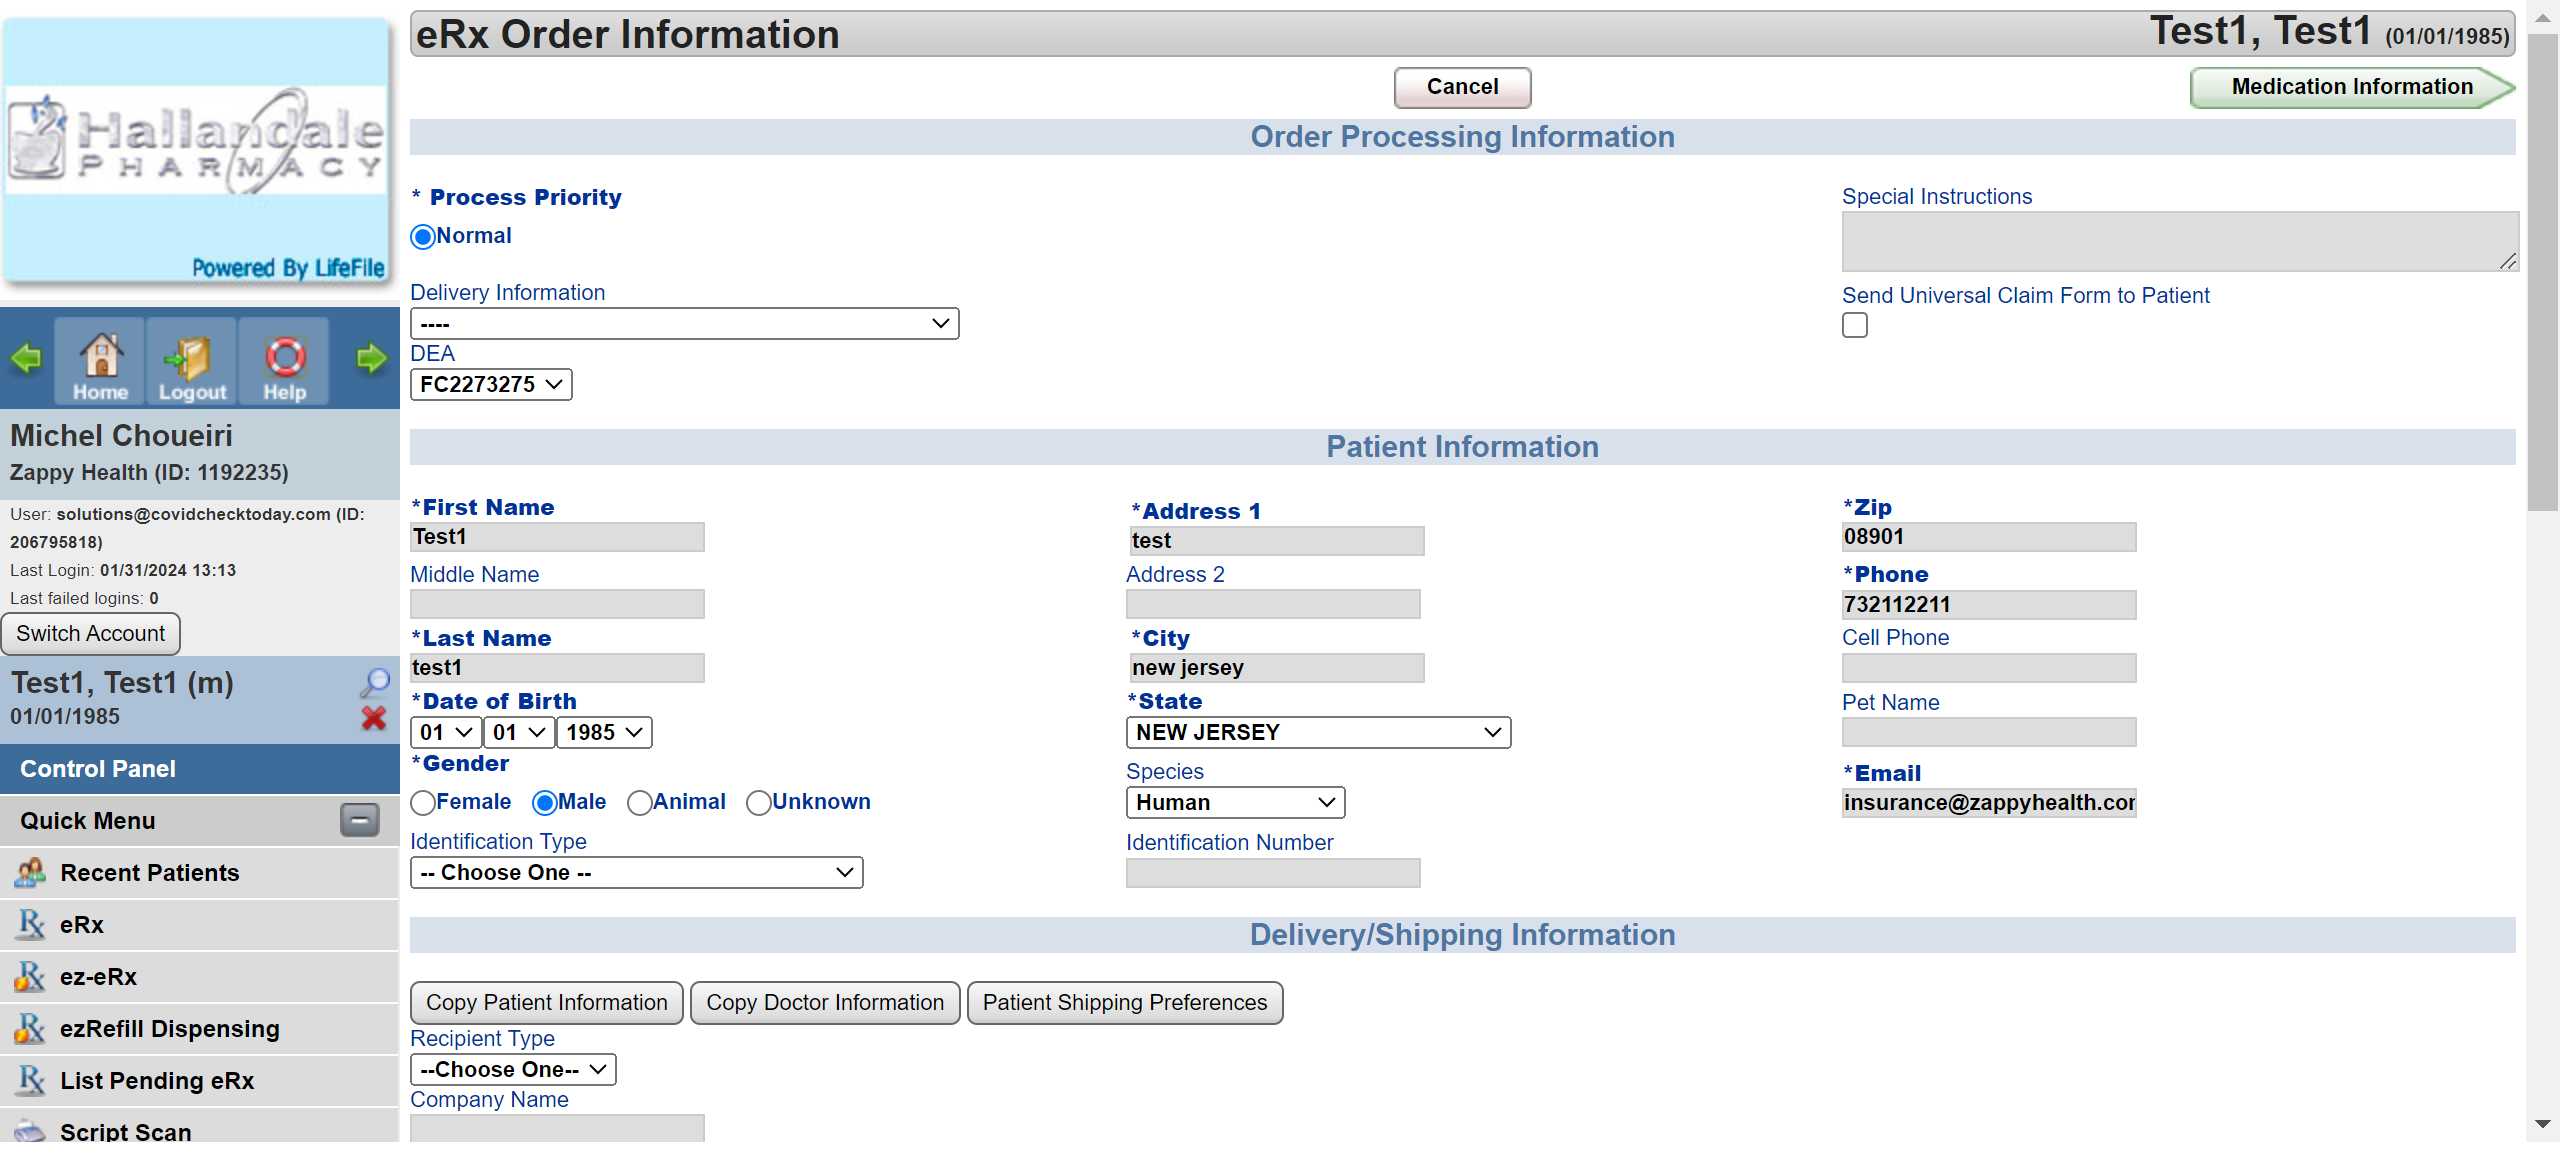 Hallandale
PHARMACY
Powered By LifeFile
Home
Logout
Help
Michel Choueiri
Zappy Health (ID: 1192235)
User: solutions@covidchecktoday.com (ID:
206795818)
Last Login: 01/31/2024 13:13
Last failed logins: 0
Switch Account
Test1, Test1 (m)
01/01/1985
Control Panel
Quick Menu
Recent Patients
eRx
ez-eRx
ezRefill Dispensing
List Pending eRx
Script Scan
eRx Order Information
Test1, Test1 (01/01/1985)
Cancel
Medication Information
Order Processing Information
* Process Priority
Normal
Special Instructions
Delivery Information
----
Send Universal Claim Form to Patient
DEA
FC2273275
Patient Information
*First Name
Test1
*Address 1
test
*Zip
08901
Middle Name
Address 2
*Phone
732112211
*Last Name
test1
*City
new jersey
Cell Phone
*Date of Birth
01 01 1985
*State
NEW JERSEY
Pet Name
*Gender
Female Male Animal Unknown
Species
Human
*Email
insurance@zappyhealth.cor
Identification Type
-- Choose One --
Identification Number
Delivery/Shipping Information
Copy Patient Information
Copy Doctor Information
Patient Shipping Preferences
Recipient Type
--Choose One--
Company Name